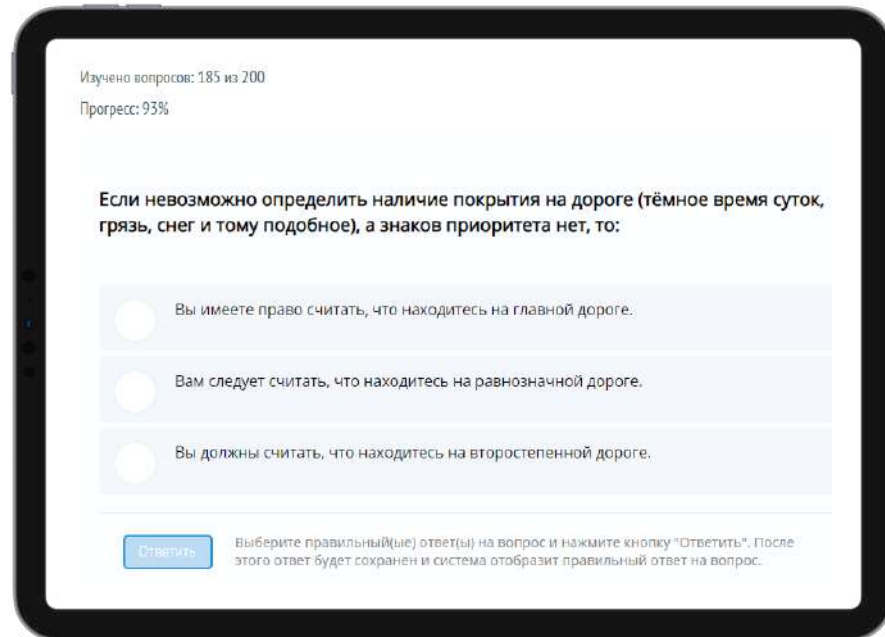 Изучено вопросов: 185 из 200
Прогресс: 93%
Если невозможно определить наличие покрытия на дороге (тёмное время суток,
грязь, снег и тому подобное), а знаков приоритета нет, то:
Вы имеете право считать, что находитесь на главной дороге.
Вам следует считать, что находитесь на равнозначной дороге.
Вы должны считать, что находитесь на второстепенной дороге.
Ответить
Выберите правильный(ые) ответ(ы) на вопрос и нажмите кнопку "Ответить". После
этого ответ будет сохранен и система отобразит правильный ответ на вопрос.